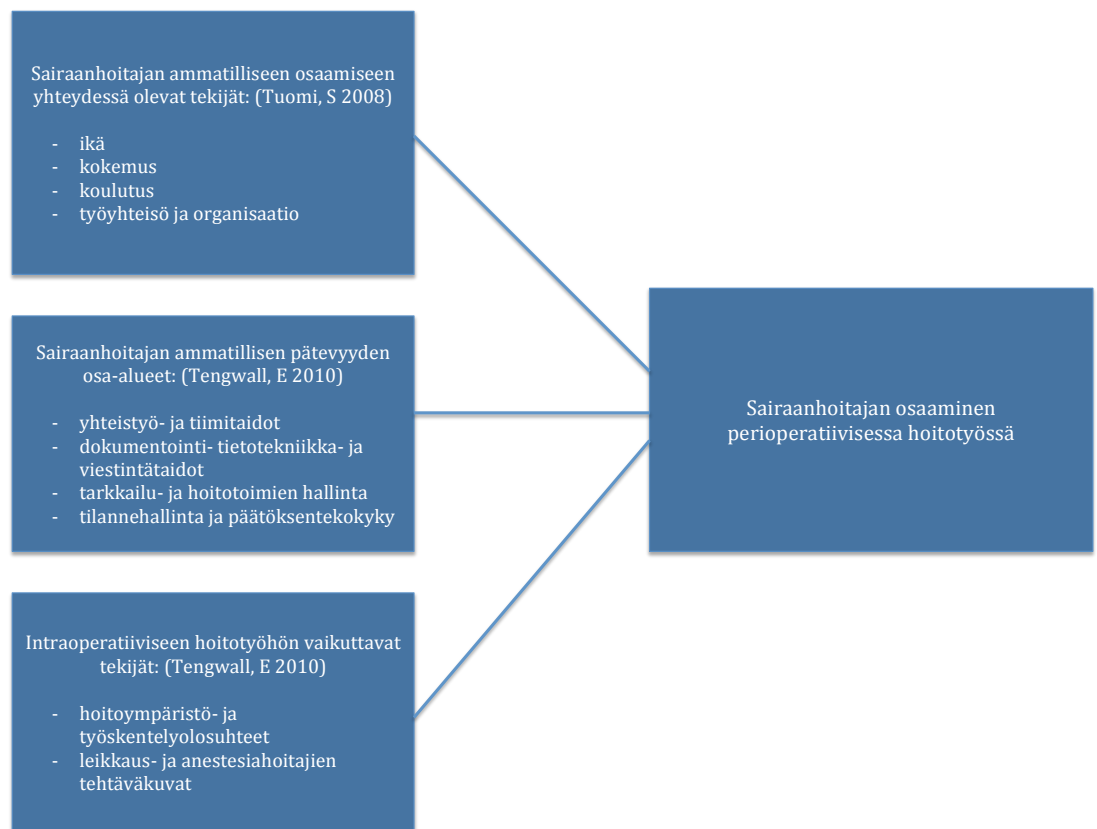 Sairaanhoitajan ammatilliseen osaamiseen
yhteydessä olevat tekijät: (Tuomi, S 2008)
- ikä
- kokemus
- koulutus
- työyhteisö ja organisaatio
Sairaanhoitajan ammatillisen pätevyyden
osa-alueet: (Tengwall, E 2010)
- yhteistyö- ja tiimitaidot
- dokumentointi- tietotekniikka- ja
viestintätaidot
- tarkkailu- ja hoitotoimien hallinta
- tilannehallinta ja päätöksentekokyky
Intraoperatiiviseen hoitotyöhön vaikuttavat
tekijät: (Tengwall, E 2010)
- hoitoympäristö- ja
työskentelyolosuhteet
- leikkaus- ja anestesiahoitajien
tehtäväkuvat
Sairaanhoitajan osaaminen
perioperatiivisessa hoitotyössä